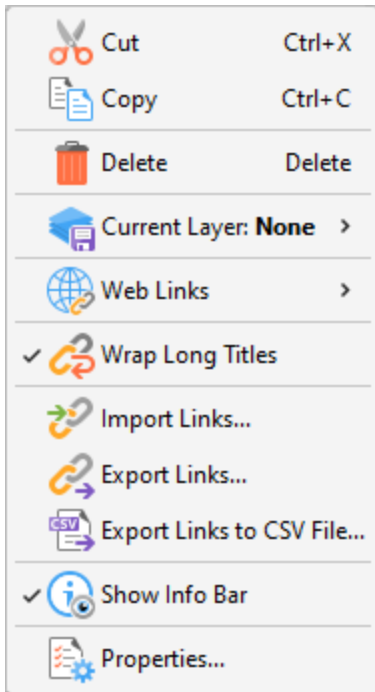 Cut Ctrl+X
Copy Ctrl+C
Delete Delete
Current Layer: None
Web Links
Wrap Long Titles
Import Links...
Export Links...
CSV Export Links to CSV File...
Show Info Bar
Properties...